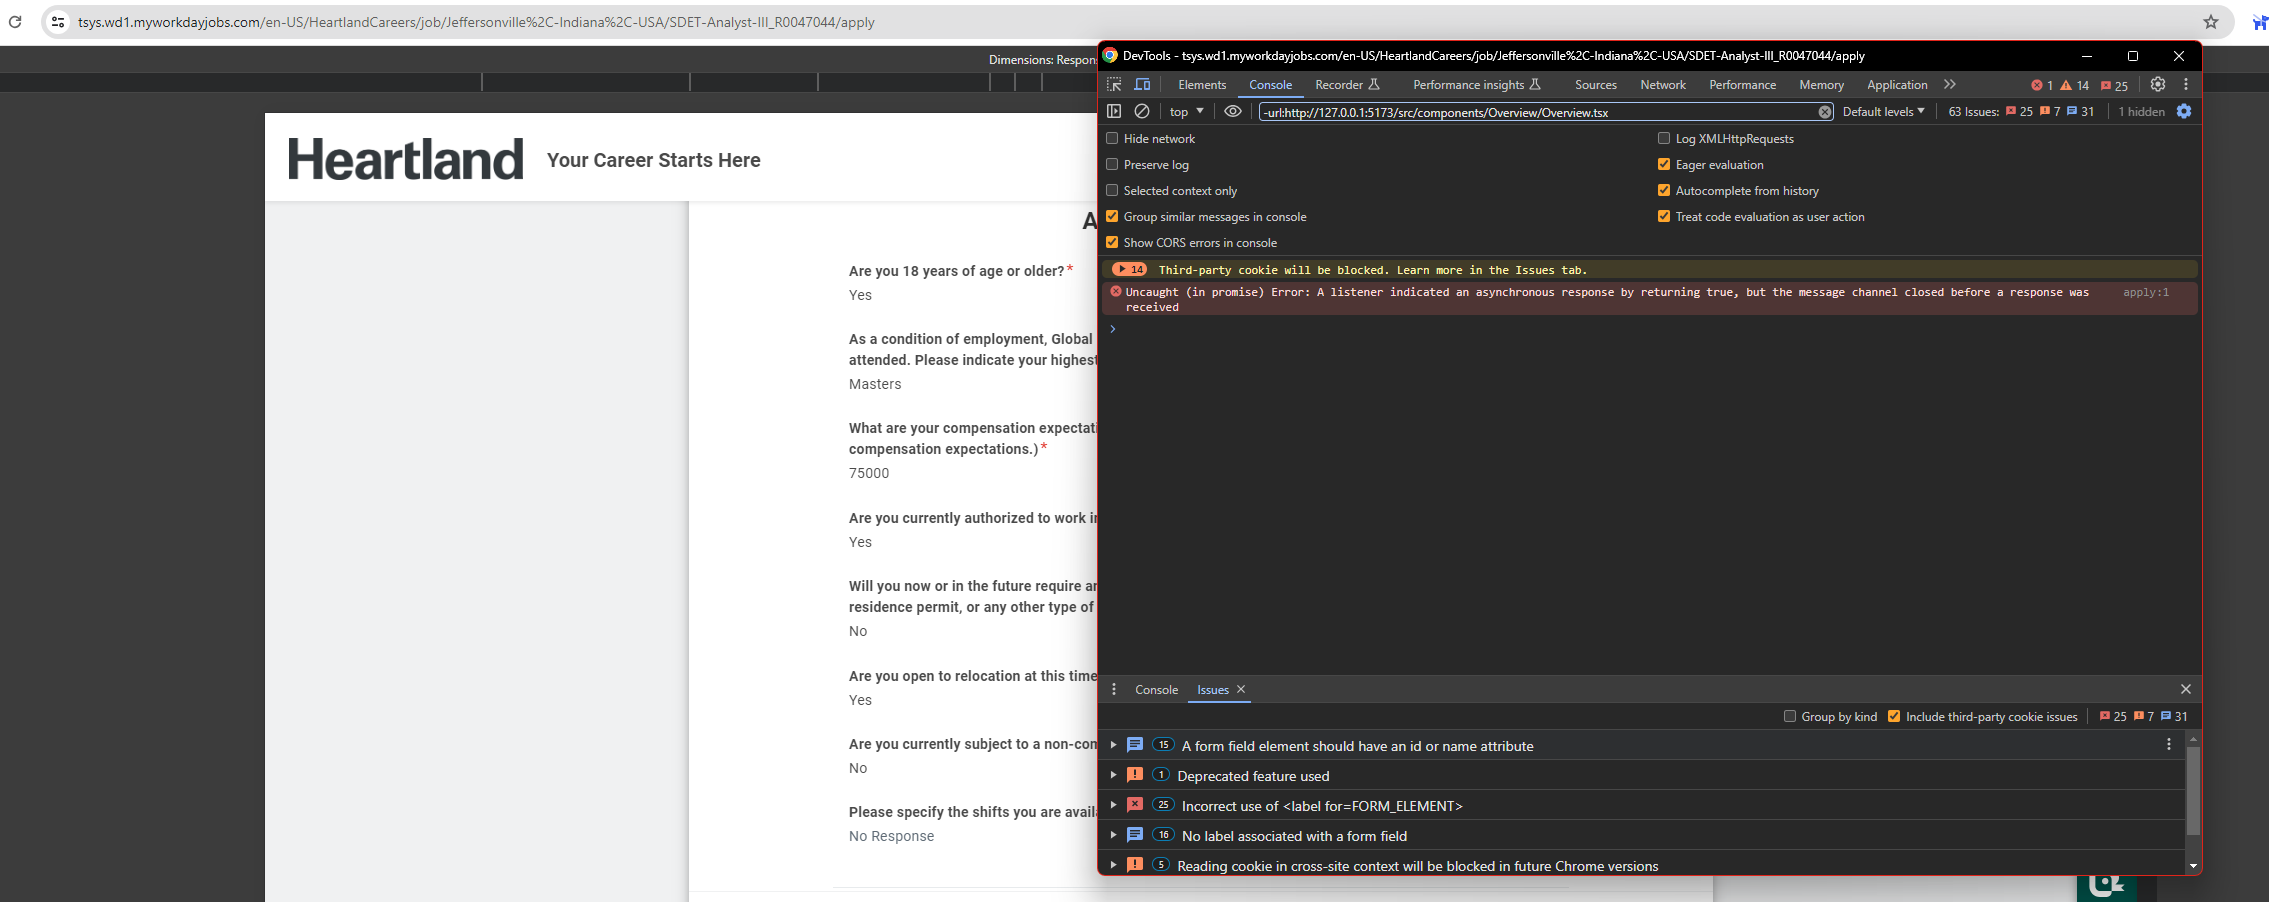 tsys.wd1.myworkdayjobs.com/en-US/HeartlandCareers/job/Jeffersonville%2C-Indiana%2C-USA/SDET-Analyst-III_R0047044/apply
Dimensions: Respon
Heartland Your Career Starts Here
A
Are you 18 years of age or older?*
Yes
As a condition of employment, Global
attended. Please indicate your highest
Masters
What are your compensation expectati
compensation expectations.)*
75000
Are you currently authorized to work in
Yes
Will you now or in the future require an
residence permit, or any other type of
No
Are you open to relocation at this time
Yes
Are you currently subject to a non-con
No
Please specify the shifts you are avail
No Response
DevTools - tsys.wd1.myworkdayjobs.com/en-US/HeartlandCareers/job/Jeffersonville%2C-Indiana%2C-USA/SDET-Analyst-III_R0047044/apply
Elements Console Recorder Performance insights Sources Network Performance Memory Application 1 14 25
top -url:http://127.0.0.1:5173/src/components/Overview/Overview.tsx Default levels 63 Issues: 25 7 31 1 hidden
Hide network Log XMLHttpRequests
Preserve log Eager evaluation
Selected context only Autocomplete from history
Group similar messages in console Treat code evaluation as user action
Show CORS errors in console
14 Third-party cookie will be blocked. Learn more in the Issues tab.
Uncaught (in promise) Error: A listener indicated an asynchronous response by returning true, but the message channel closed before a response was apply:1
received
Console Issues
Group by kind Include third-party cookie issues 25 7 31
15 A form field element should have an id or name attribute
1 Deprecated feature used
25 Incorrect use of <label for=FORM_ELEMENT>
16 No label associated with a form field
5 Reading cookie in cross-site context will be blocked in future Chrome versions